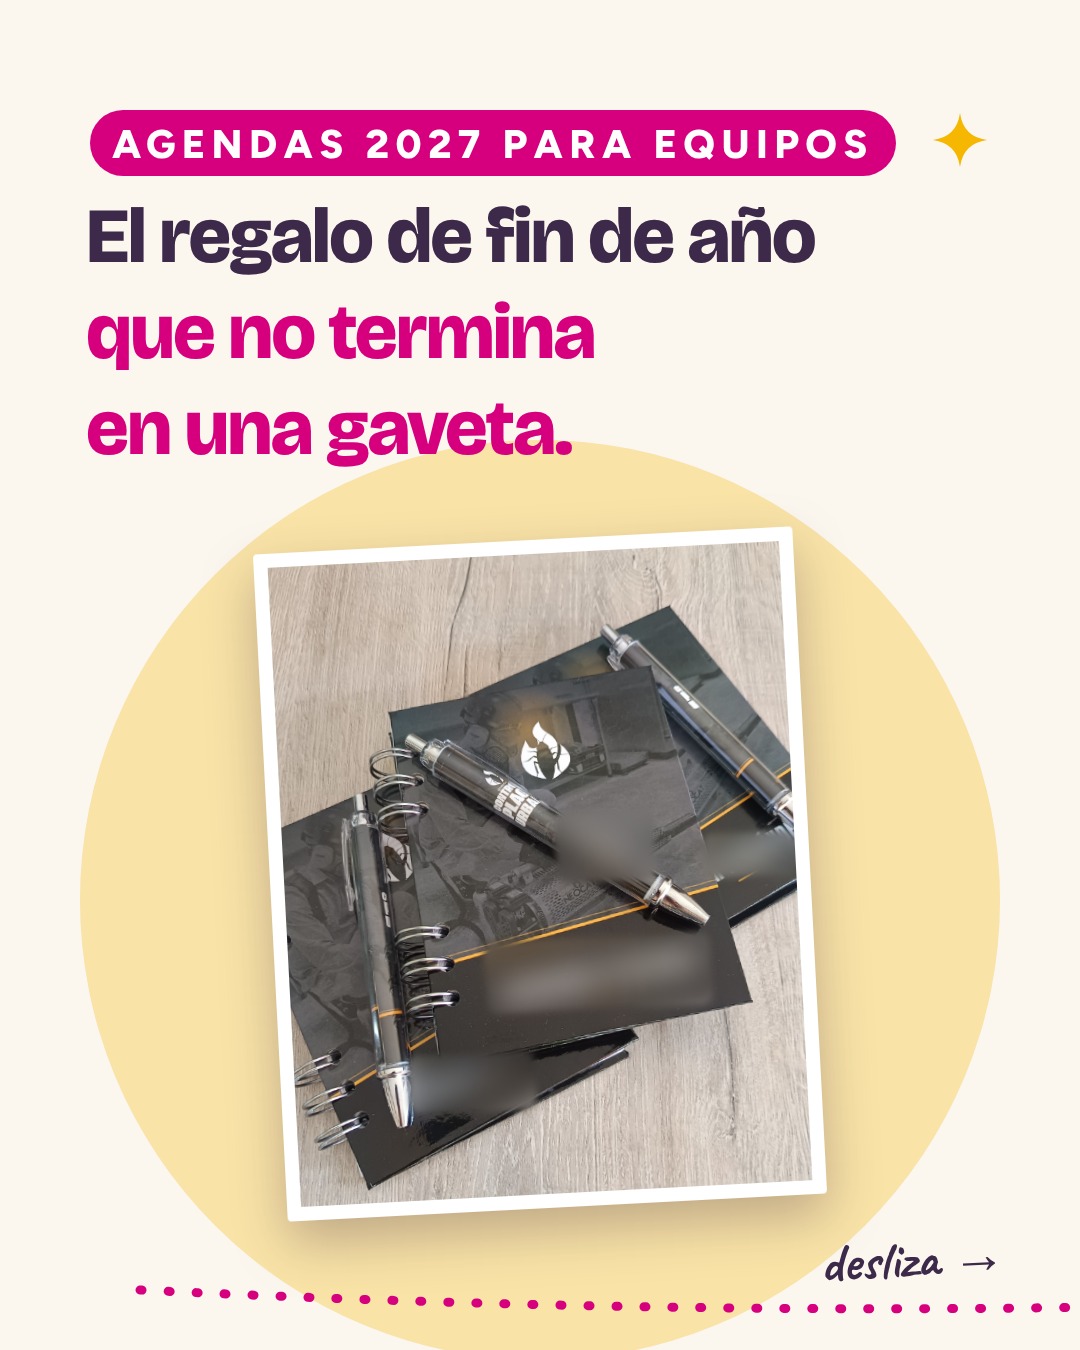 AGENDAS 2027 PARA EQUIPOS
El regalo de fin de año
que no termina
en una gaveta.
desliza →